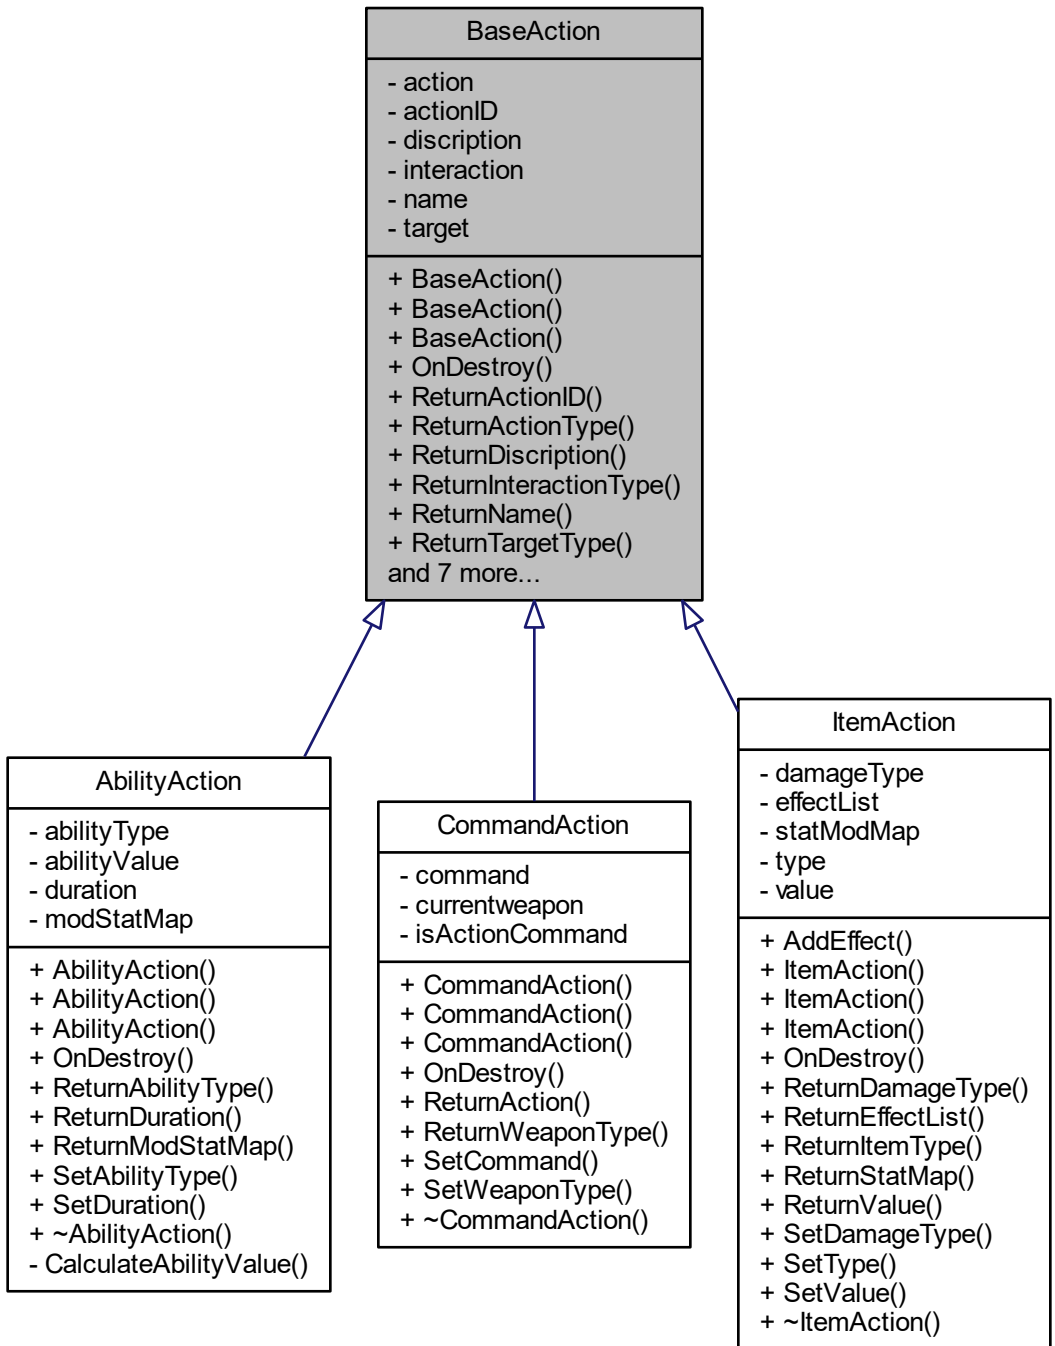 BaseAction
- action
- actionID
- discription
- interaction
- name
- target
+ BaseAction()
+ BaseAction()
+ BaseAction()
+ OnDestroy()
+ ReturnActionID()
+ ReturnActionType()
+ ReturnDiscription()
+ ReturnInteractionType()
+ ReturnName()
+ ReturnTargetType()
and 7 more...
AbilityAction
- abilityType
- abilityValue
- duration
- modStatMap
+ AbilityAction()
+ AbilityAction()
+ AbilityAction()
+ OnDestroy()
+ ReturnAbilityType()
+ ReturnDuration()
+ ReturnModStatMap()
+ SetAbilityType()
+ SetDuration()
+ ~AbilityAction()
- CalculateAbilityValue()
CommandAction
- command
- currentweapon
- isActionCommand
+ CommandAction()
+ CommandAction()
+ CommandAction()
+ OnDestroy()
+ ReturnAction()
+ ReturnWeaponType()
+ SetCommand()
+ SetWeaponType()
+ ~CommandAction()
ItemAction
- damageType
- effectList
- statModMap
- type
- value
+ AddEffect()
+ ItemAction()
+ ItemAction()
+ ItemAction()
+ OnDestroy()
+ ReturnDamageType()
+ ReturnEffectList()
+ ReturnItemType()
+ ReturnStatMap()
+ ReturnValue()
+ SetDamageType()
+ SetType()
+ SetValue()
+ ~ItemAction()